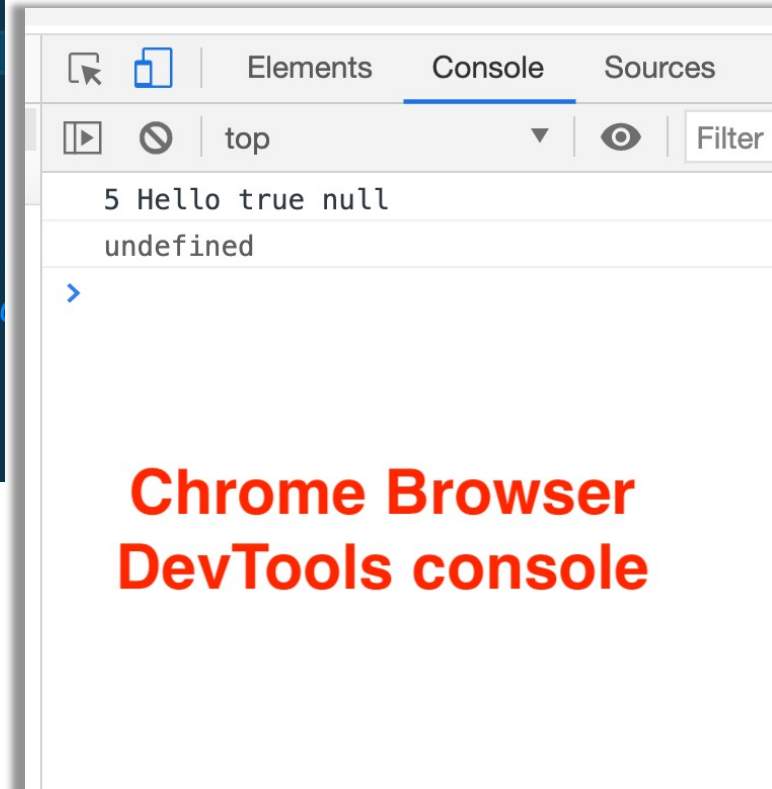 Elements Console Sources
top Filter
5 Hello true null
undefined
>
Chrome Browser
DevTools console